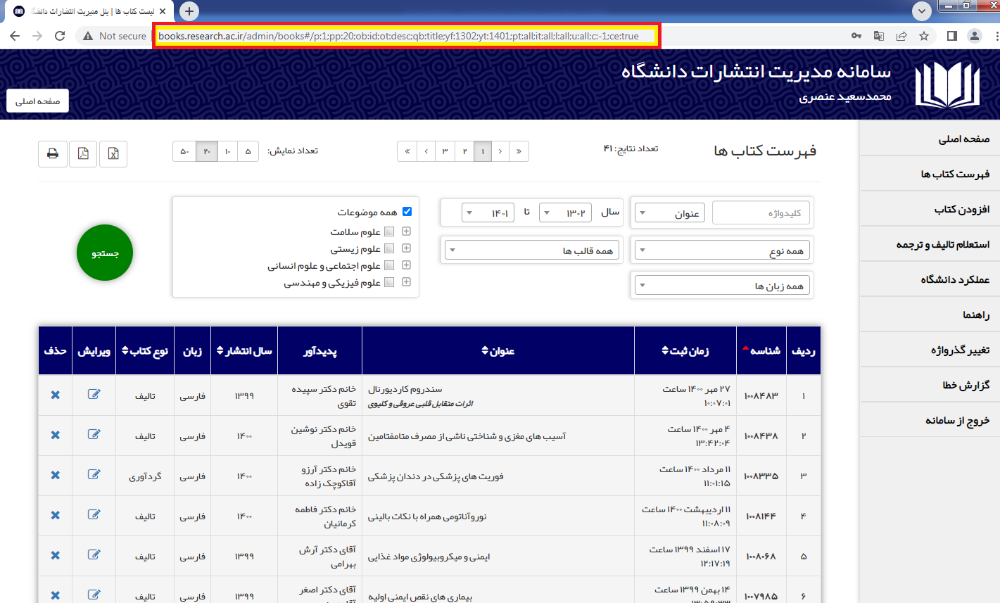 لیست کتاب ها | پنل مدیریت انتشارات دانشگ
Not secure
books.research.ac.ir/admin/books#/p:1;pp:20;ob:id;ot:desc;qb:title;yf:1302;yt:1401;pt:all;it:all;l:all;u:all;c:-1;ce:true
سامانه مدیریت انتشارات دانشگاه
محمدسعید عنصری
صفحه اصلی
صفحه اصلی
فهرست کتاب ها
افزودن کتاب
استعلام تالیف و ترجمه
عملکرد دانشگاه
راهنما
تغییر گذرواژه
گزارش خطا
خروج از سامانه
فهرست کتاب ها
تعداد نتایج: ۴۱
« ‹ ۱ ۲ ۳ › »
تعداد نمایش: ۵ ۱۰ ۲۰ ۵۰
کلیدواژه عنوان
سال ۱۳۰۲ تا ۱۴۰۱
همه نوع
همه قالب ها
همه زبان ها
همه موضوعات
علوم سلامت
علوم زیستی
علوم اجتماعی و علوم انسانی
علوم فیزیکی و مهندسی
جستجو
ردیف شناسه زمان ثبت عنوان پدیدآور سال انتشار زبان نوع کتاب ویرایش حذف
۱ ۱۰۰۸۴۸۳ ۲۷ مهر ۱۴۰۰ ساعت ۱۰:۰۷:۰۱ سندروم کاردیورنال اثرات متقابل قلبی عروقی و کلیوی خانم دکتر سپیده تقوی ۱۳۹۹ فارسی تالیف
۲ ۱۰۰۸۴۳۸ ۴ مهر ۱۴۰۰ ساعت ۱۳:۴۲:۰۴ آسیب های مغزی و شناختی ناشی از مصرف متامفتامین خانم دکتر نوشین قویدل ۱۴۰۰ فارسی تالیف
۳ ۱۰۰۸۳۳۵ ۱۱ مرداد ۱۴۰۰ ساعت ۱۱:۰۱:۱۵ فوریت های پزشکی در دندان پزشکی خانم دکتر آرزو آقاکوچک زاده ۱۴۰۰ فارسی گردآوری
۴ ۱۰۰۸۱۴۴ ۱۱ اردیبهشت ۱۴۰۰ ساعت ۱۱:۰۸:۰۹ نوروآناتومی همراه با نکات بالینی خانم دکتر فاطمه کرمانیان ۱۴۰۰ فارسی تالیف
۵ ۱۰۰۸۰۶۸ ۱۷ اسفند ۱۳۹۹ ساعت ۱۲:۱۷:۱۹ ایمنی و میکروبیولوژی مواد غذایی آقای دکتر آرش بهرامی ۱۳۹۹ فارسی تالیف
۶ ۱۰۰۷۹۸۵ ۱۴ بهمن ۱۳۹۹ ساعت بیماری های نقص ایمنی اولیه آقای دکتر اصغر ۱۳۹۹ فارسی تالیف